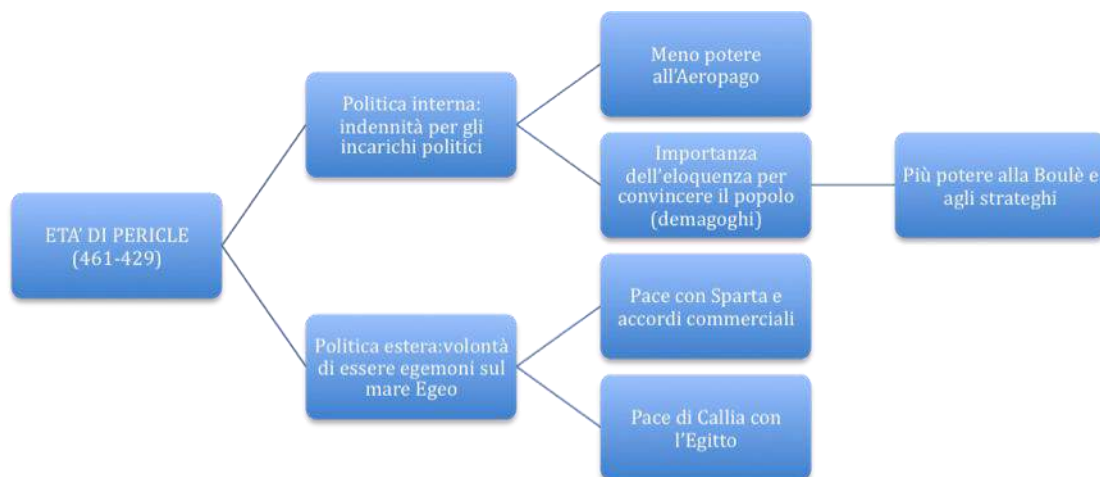 ETA' DI PERICLE
(461-429)
Politica interna:
indennità per gli
incarichi politici
Meno potere
all'Aeropago
Importanza
dell'eloquenza per
convincere il popolo
(demagoghi)
Più potere alla Boulè e
agli strateghi
Politica estera:volontà
di essere egemoni sul
mare Egeo
Pace con Sparta e
accordi commerciali
Pace di Callia con
l'Egitto